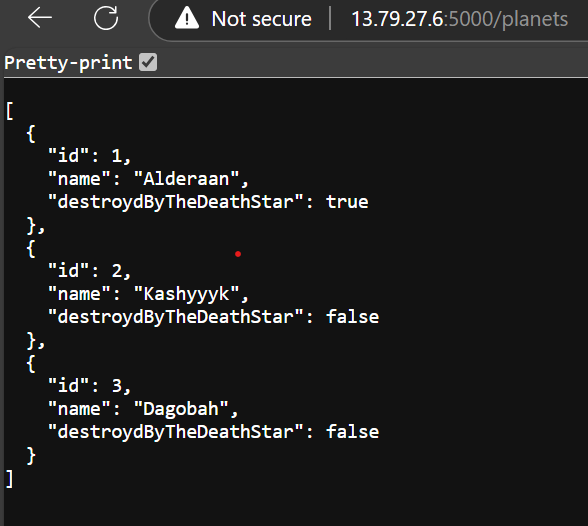 Not secure 13.79.27.6:5000/planets
Pretty-print
[
  {
    "id": 1,
    "name": "Alderaan",
    "destroydByTheDeathStar": true
  },
  {
    "id": 2,
    "name": "Kashyyyk",
    "destroydByTheDeathStar": false
  },
  {
    "id": 3,
    "name": "Dagobah",
    "destroydByTheDeathStar": false
  }
]